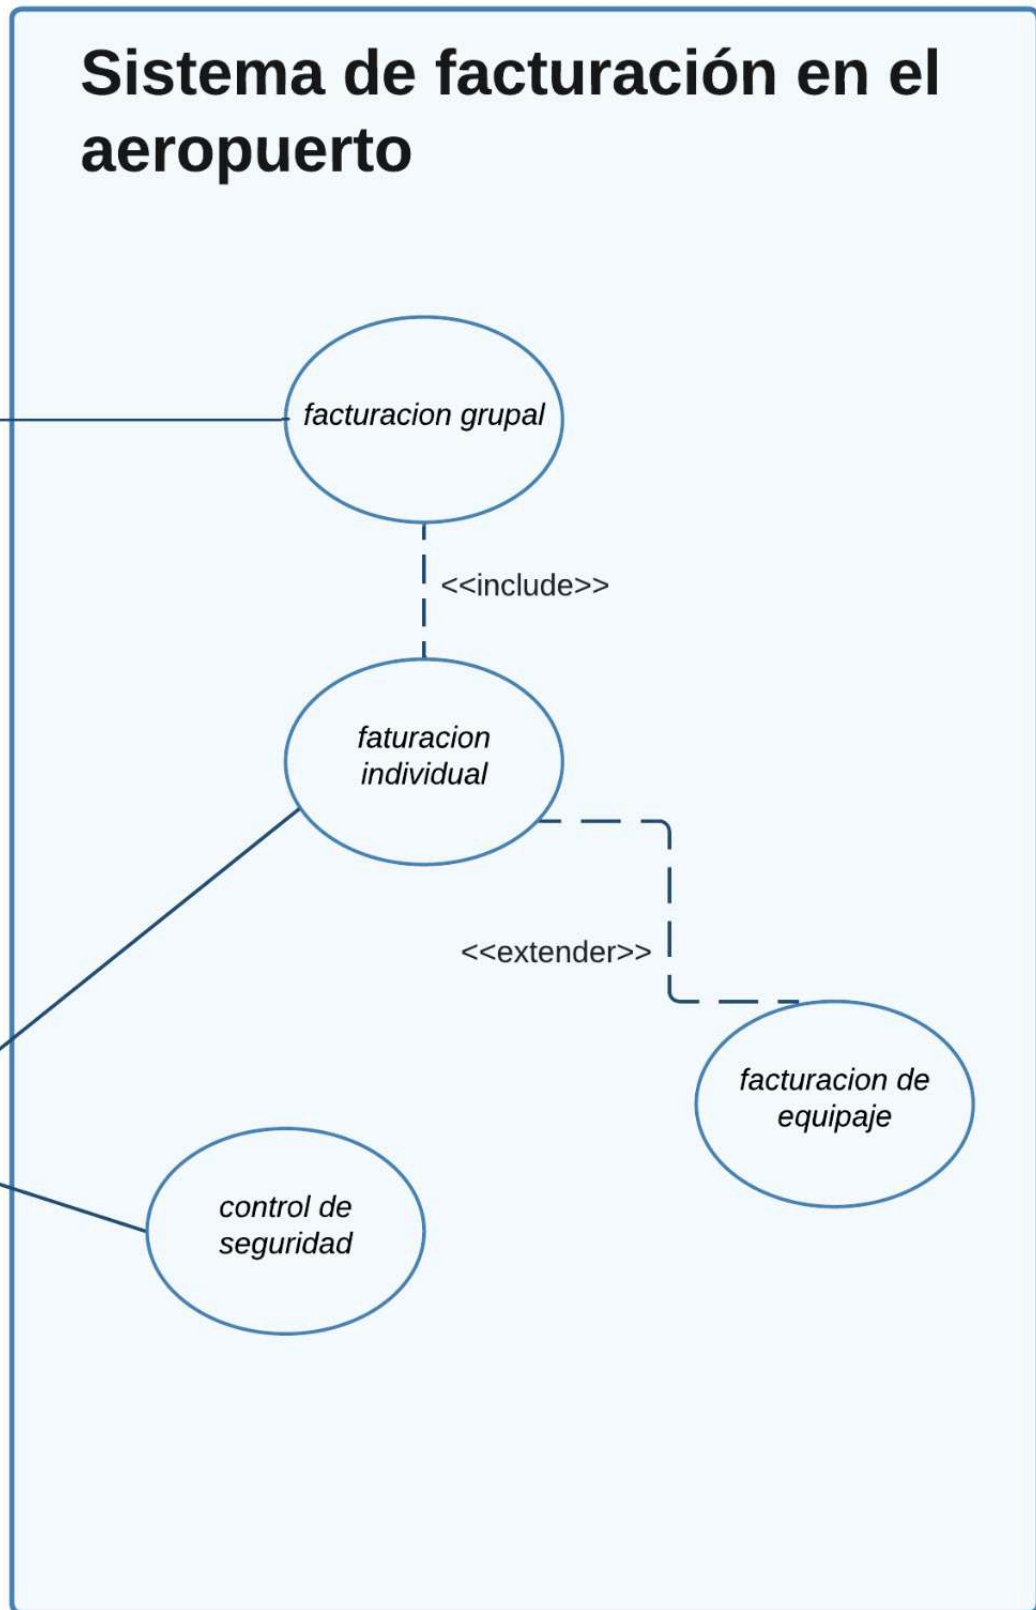 Sistema de facturación en el
aeropuerto
facturacion grupal
<<include>>
faturacion
individual
<<extender>>
facturacion de
equipaje
control de
seguridad